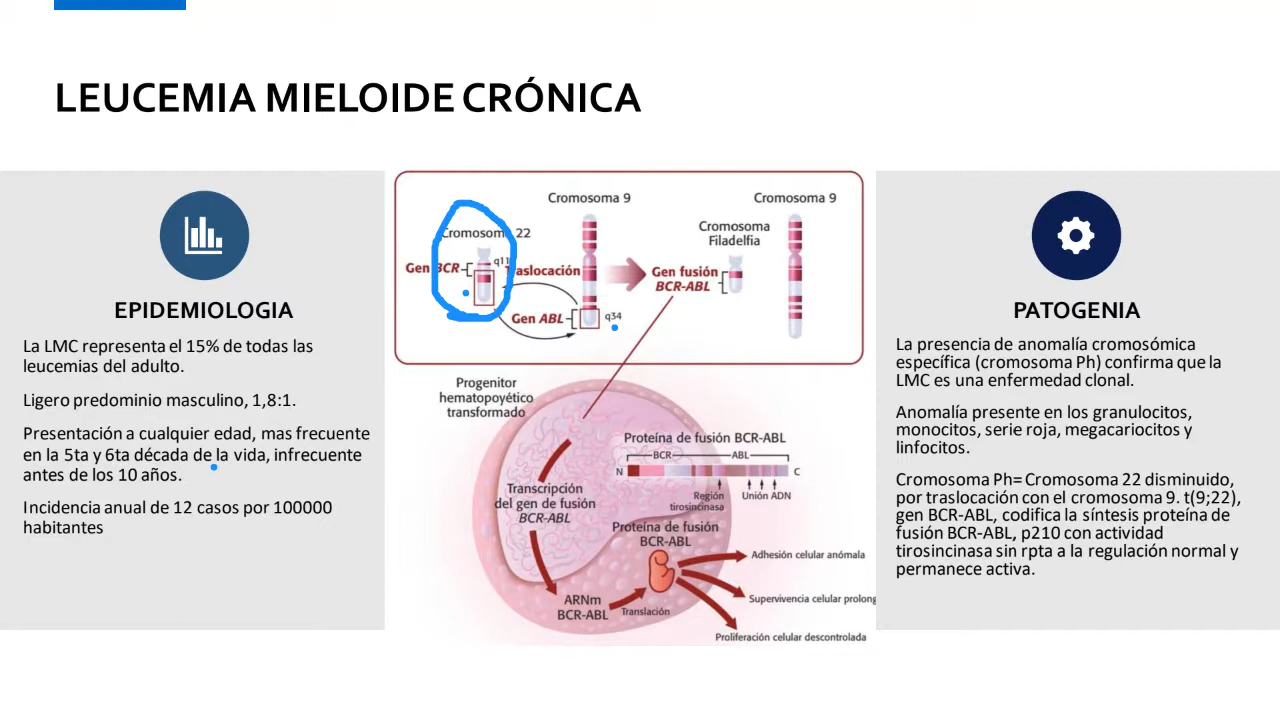 LEUCEMIA MIELOIDE CRÓNICA
EPIDEMIOLOGIA
La LMC representa el 15% de todas las
leucemias del adulto.
Ligero predominio masculino, 1,8:1.
Presentación a cualquier edad, mas frecuente
en la 5ta y 6ta década de la vida, infrecuente
antes de los 10 años.
Incidencia anual de 12 casos por 100000
habitantes
Cromosoma 9
Cromosoma 9
Cromosoma 22
Cromosoma
Filadelfia
Gen BCR
q11
Traslocación
Gen fusión
BCR-ABL
Gen ABL
q34
Progenitor
hematopoyético
transformado
Proteína de fusión BCR-ABL
BCR
ABL
N
C
Región
tirosincinasa
Unión ADN
Transcripción
del gen de fusión
BCR-ABL
Proteína de fusión
BCR-ABL
Adhesión celular anómala
ARNm
BCR-ABL
Translación
Supervivencia celular prolong
Proliferación celular descontrolada
PATOGENIA
La presencia de anomalía cromosómica
específica (cromosoma Ph) confirma que la
LMC es una enfermedad clonal.
Anomalía presente en los granulocitos,
monocitos, serie roja, megacariocitos y
linfocitos.
Cromosoma Ph= Cromosoma 22 disminuido,
por traslocación con el cromosoma 9. t(9;22),
gen BCR-ABL, codifica la síntesis proteína de
fusión BCR-ABL, p210 con actividad
tirosincinasa sin rpta a la regulación normal y
permanece activa.